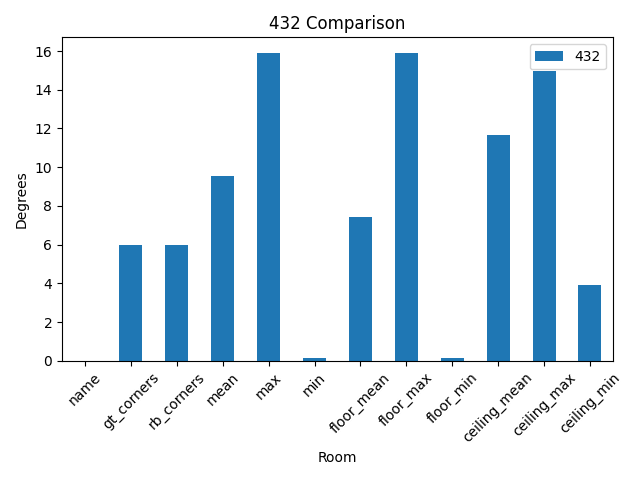 432 Comparison
432
Degrees
16
14
12
10
8
6
4
2
0
name
gt_corners
rb_corners
mean
max
min
floor_mean
floor_max
floor_min
ceiling_mean
ceiling_max
ceiling_min
Room